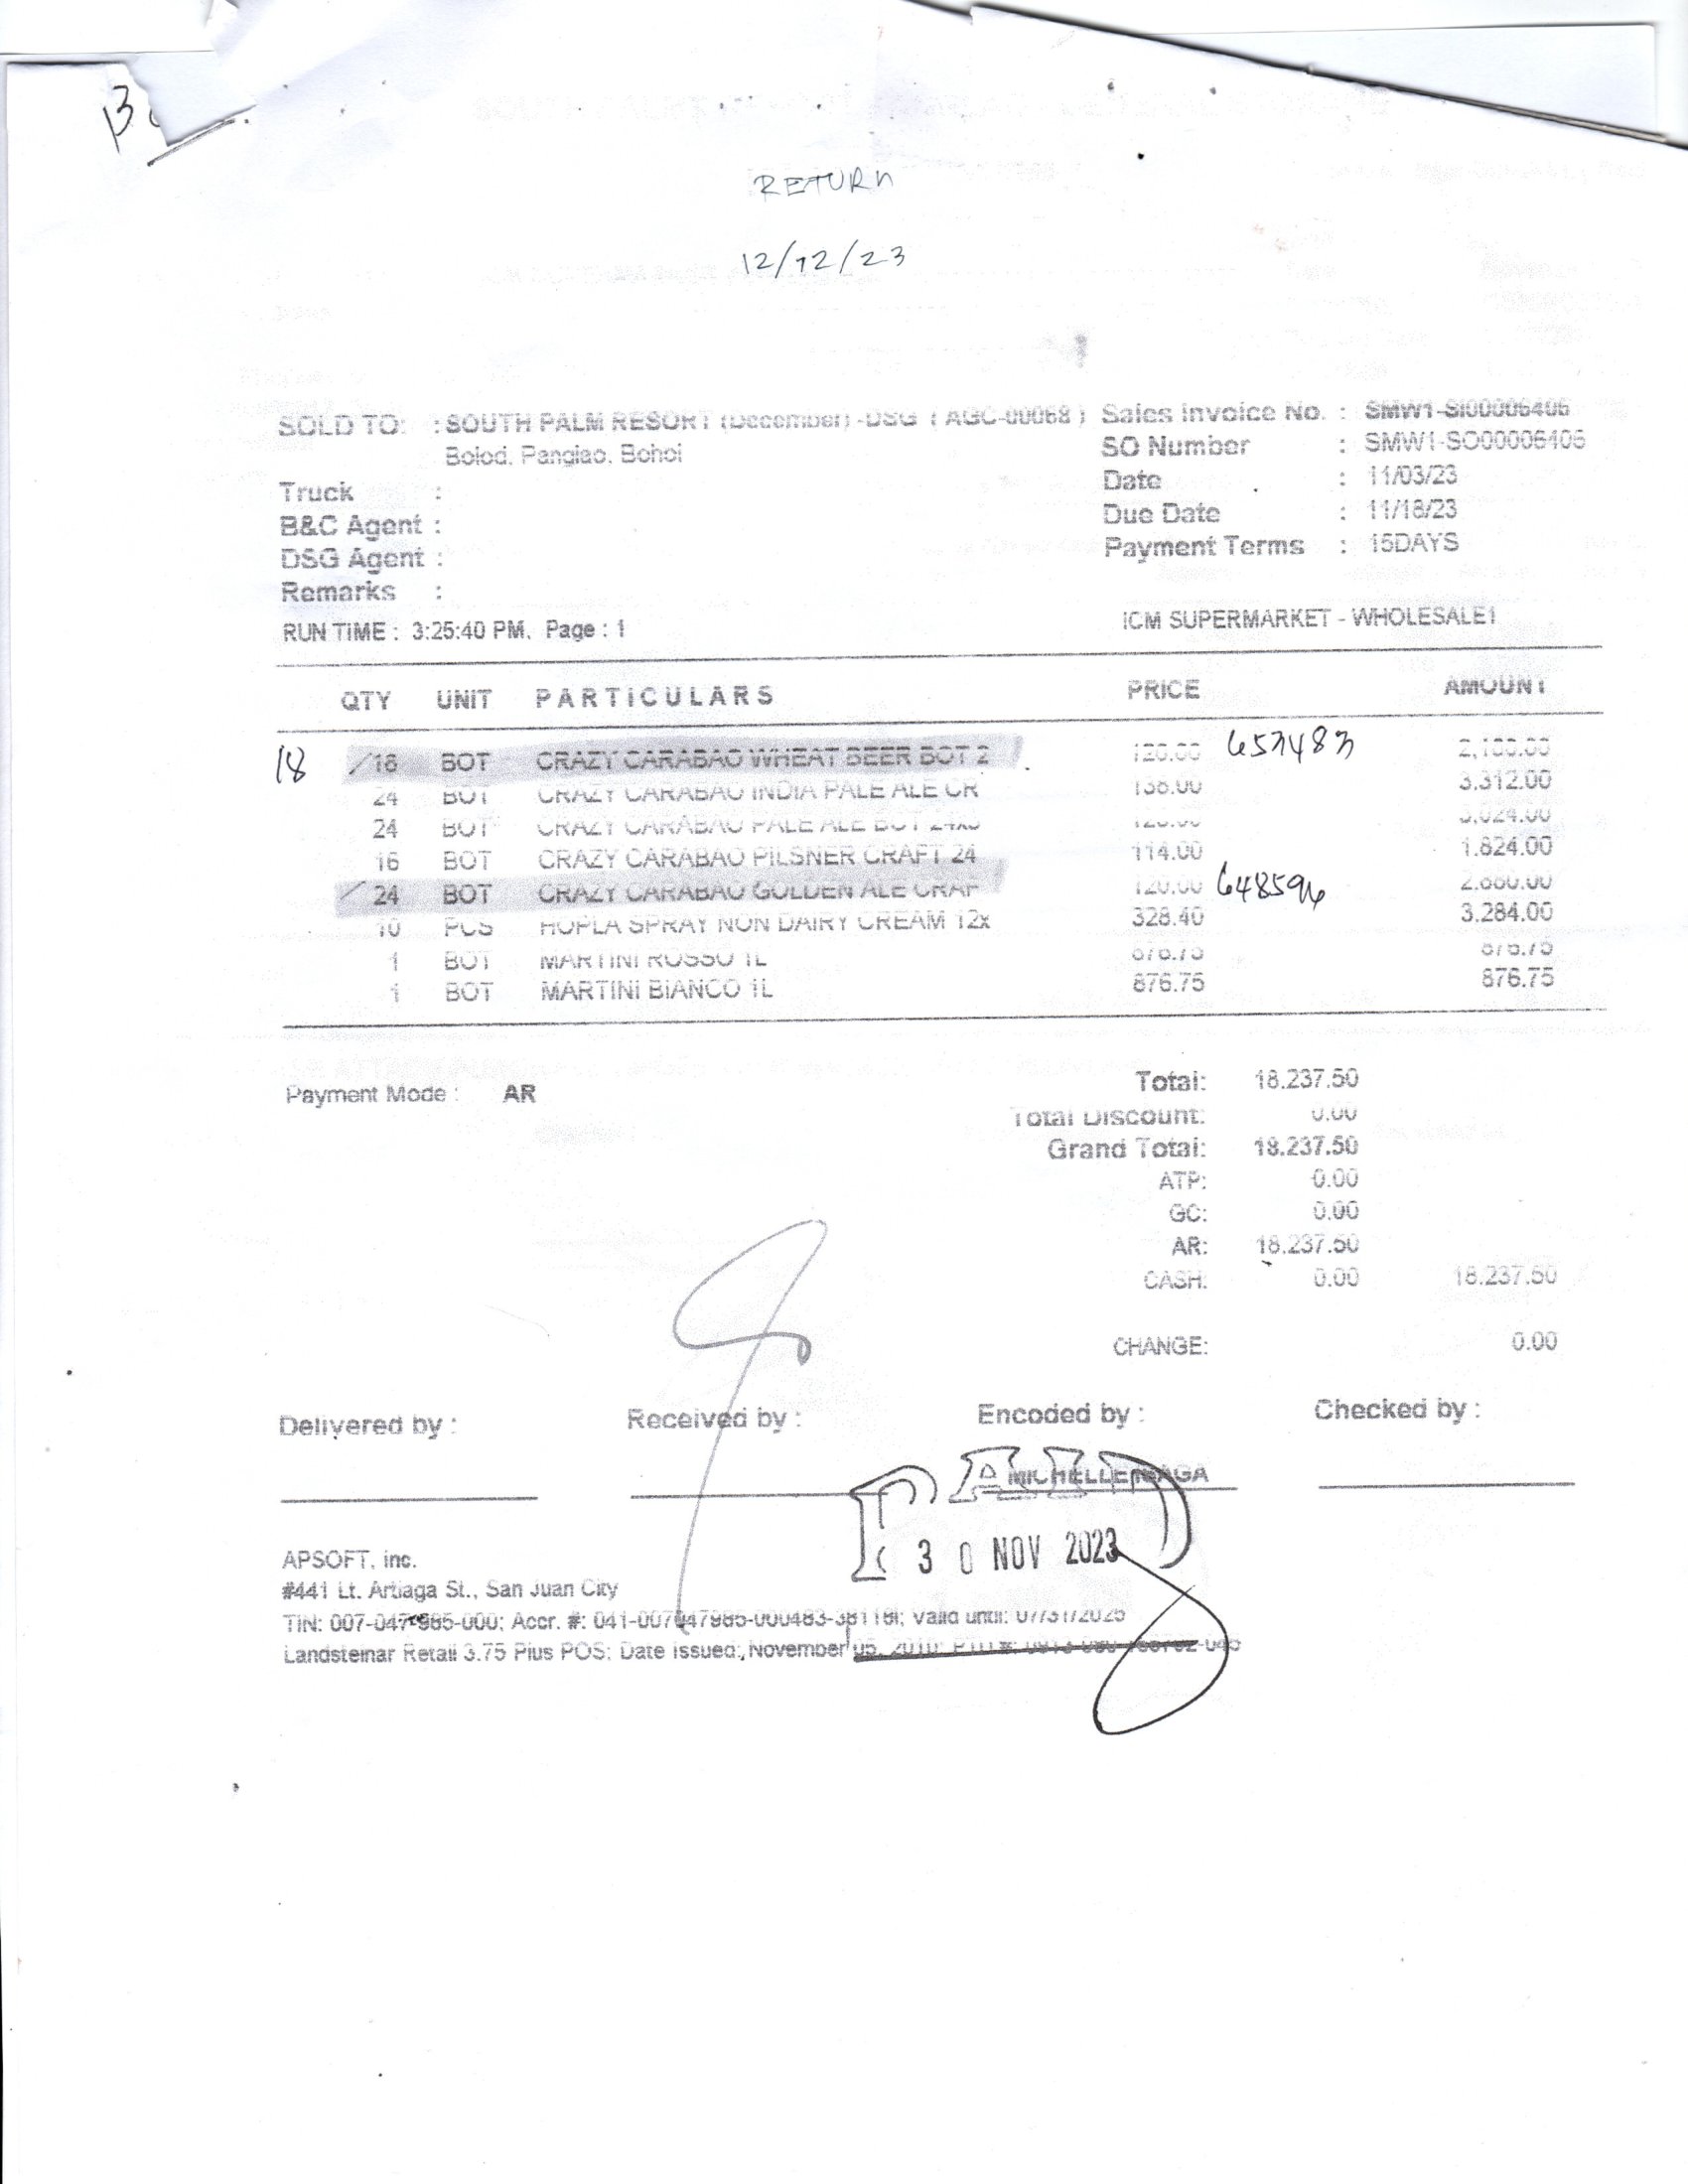 RETURN
12/12/23
SOLD TO: : SOUTH PALM RESORT (December) -DSG ( AGC-00068 ) Sales Invoice No. : SMW1-SI00006406
Bolod, Panglao, Bohol SO Number : SMW1-SO00006406
Truck : Date : 11/03/23
B&C Agent : Due Date : 11/18/23
DSG Agent : Payment Terms : 15DAYS
Remarks :
RUN TIME : 3:25:40 PM, Page : 1 ICM SUPERMARKET - WHOLESALE1
QTY UNIT PARTICULARS PRICE AMOUNT
18 /18 BOT CRAZY CARABAO WHEAT BEER BOT 2 120.00 653483 2,160.00
24 BOT CRAZY CARABAO INDIA PALE ALE CR 138.00 3,312.00
24 BOT CRAZY CARABAO PALE ALE BOT 24x3 126.00 3,024.00
16 BOT CRAZY CARABAO PILSNER CRAFT 24 114.00 1,824.00
/24 BOT CRAZY CARABAO GOLDEN ALE CRAF 120.00 648596 2,880.00
10 PCS HOPLA SPRAY NON DAIRY CREAM 12x 328.40 3,284.00
1 BOT MARTINI ROSSO 1L 876.75 876.75
1 BOT MARTINI BIANCO 1L 876.75 876.75
Payment Mode : AR Total: 18,237.50
Total Discount: 0.00
Grand Total: 18,237.50
ATP: 0.00
GC: 0.00
AR: 18,237.50
CASH: 0.00 18,237.50
CHANGE: 0.00
Delivered by : Received by : Encoded by : Checked by :
PAID
30 NOV 2023
APSOFT, inc.
#441 Lt. Artiaga St., San Juan City
TIN: 007-047-985-000; Accr. #: 041-007047985-000483-38118; Valid until: 07/31/2025
Landsteinar Retail 3.75 Plus POS; Date Issued: November 05, 2010;